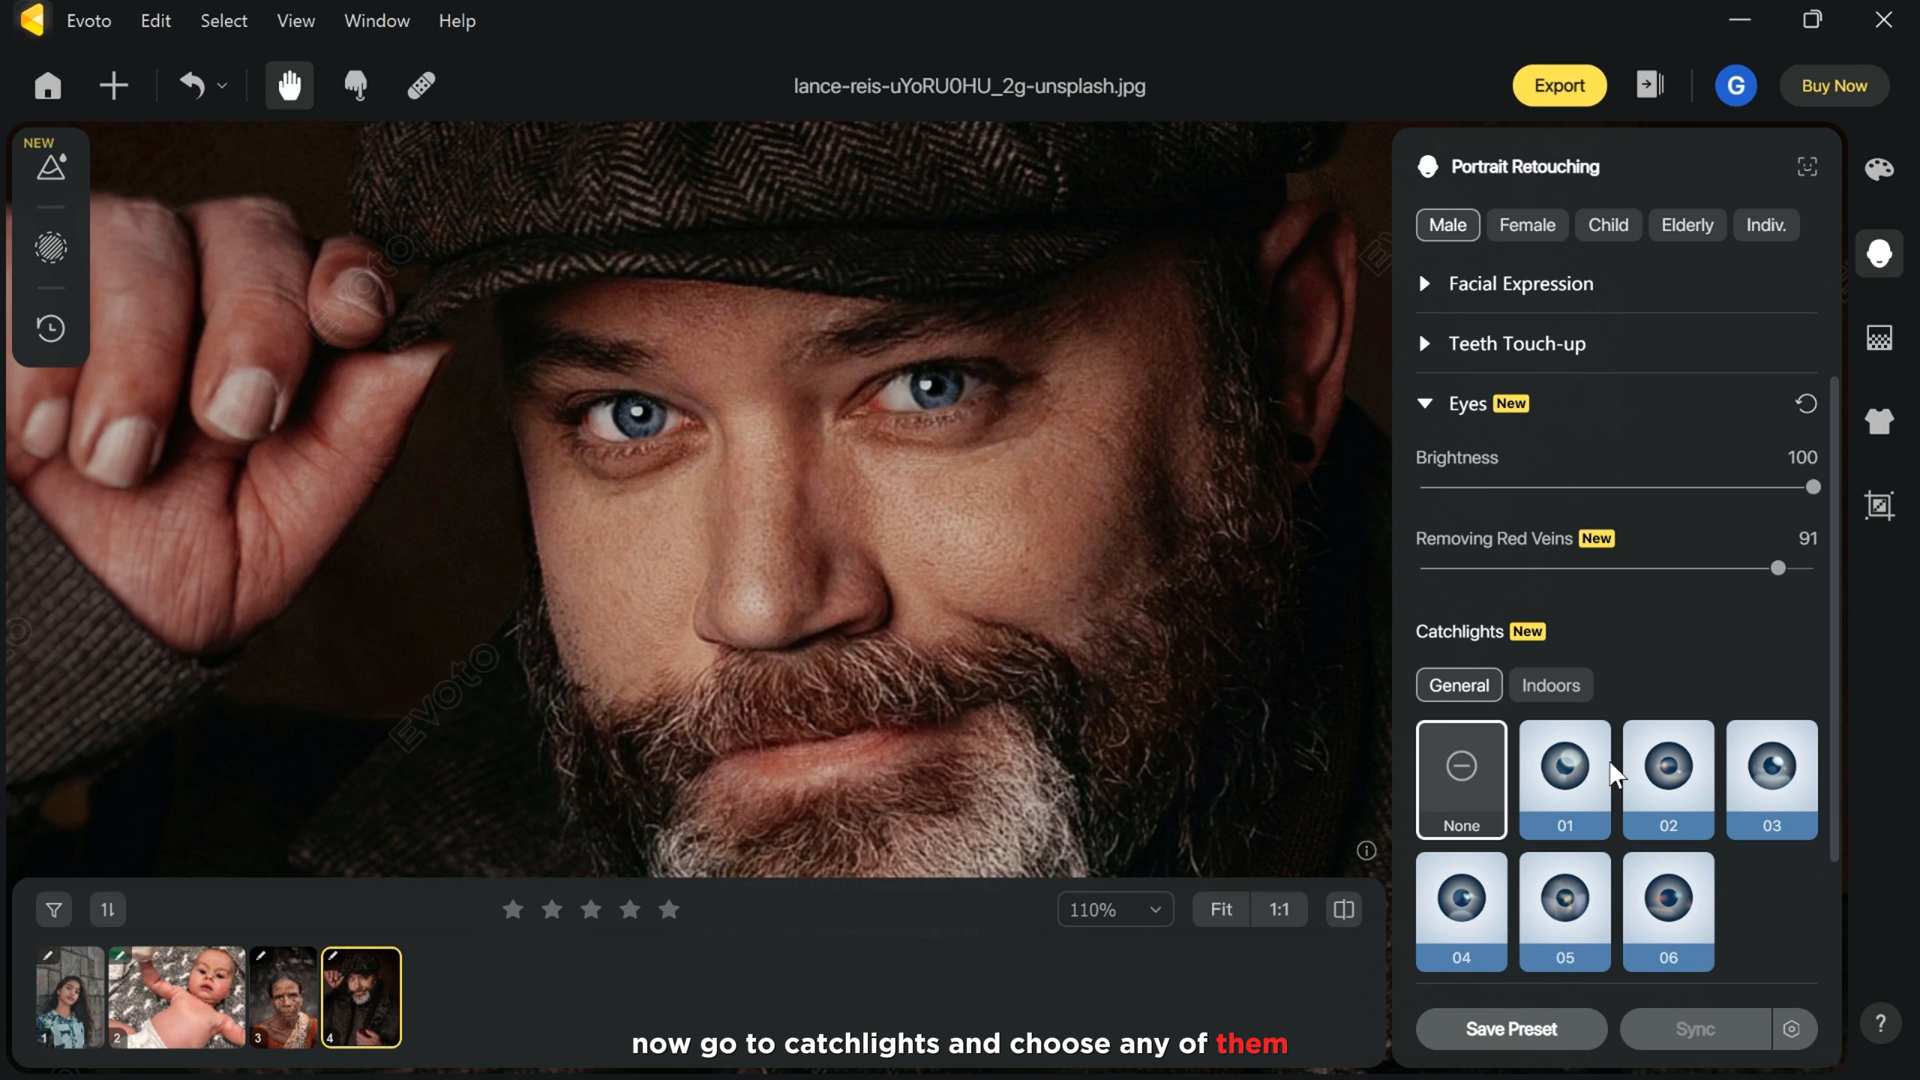 Evoto Edit Select View Window Help
lance-reis-uYoRU0HU_2g-unsplash.jpg
Export
G
Buy Now
NEW
Portrait Retouching
Male Female Child Elderly Indiv.
Facial Expression
Teeth Touch-up
Eyes New
Brightness 100
Removing Red Veins New 91
Catchlights New
General Indoors
None 01 02 03
04 05 06
Save Preset Sync
?
Evoto
Evoto
110% Fit 1:1
1 2 3 4
now go to catchlights and choose any of them